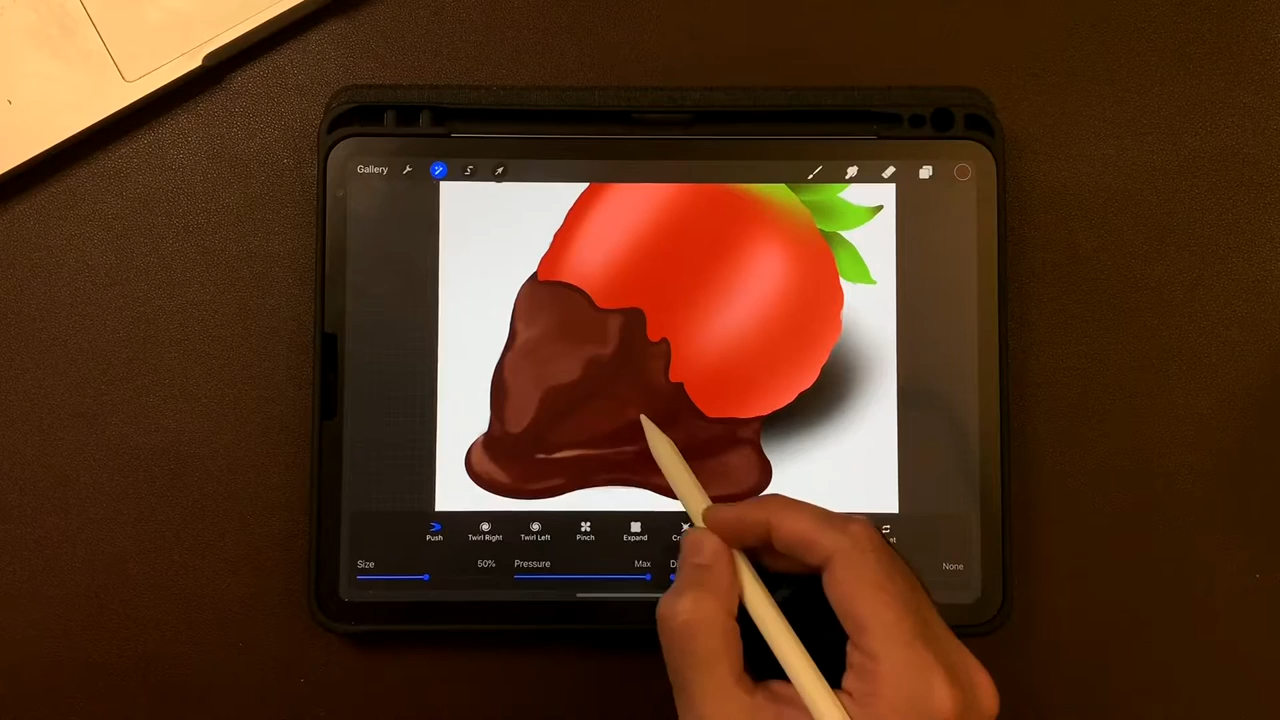 Gallery
Push Twirl Right Twirl Left Pinch Expand
Size 50% Pressure Max None